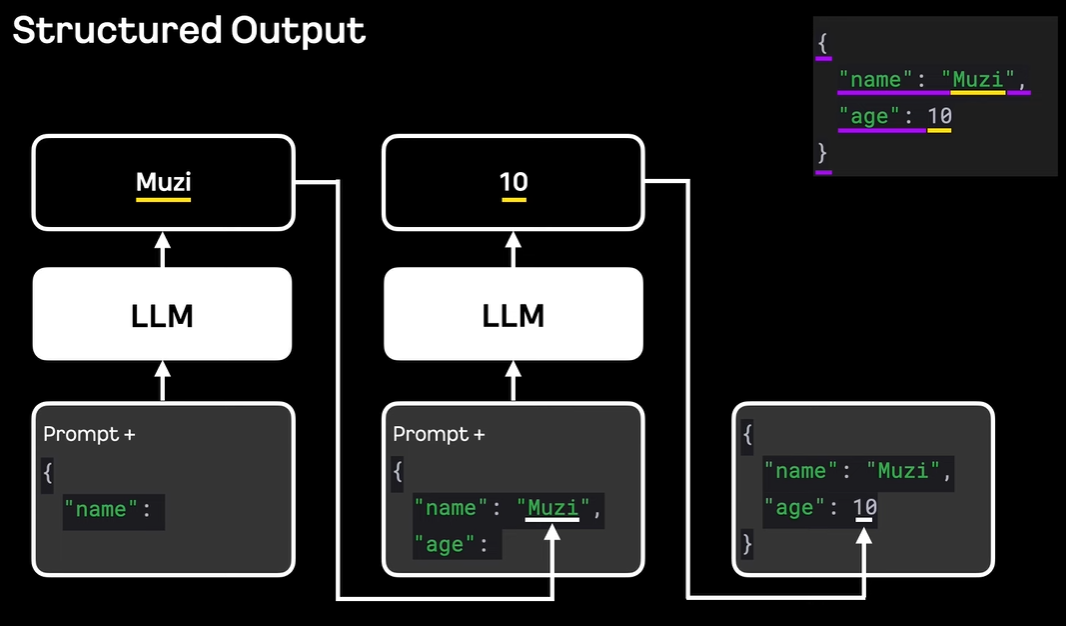 Structured Output
{
"name": "Muzi",
"age": 10
}
Muzi
LLM
Prompt +
{
"name":
10
LLM
Prompt +
{
"name": "Muzi",
"age":
{
"name": "Muzi",
"age": 10
}